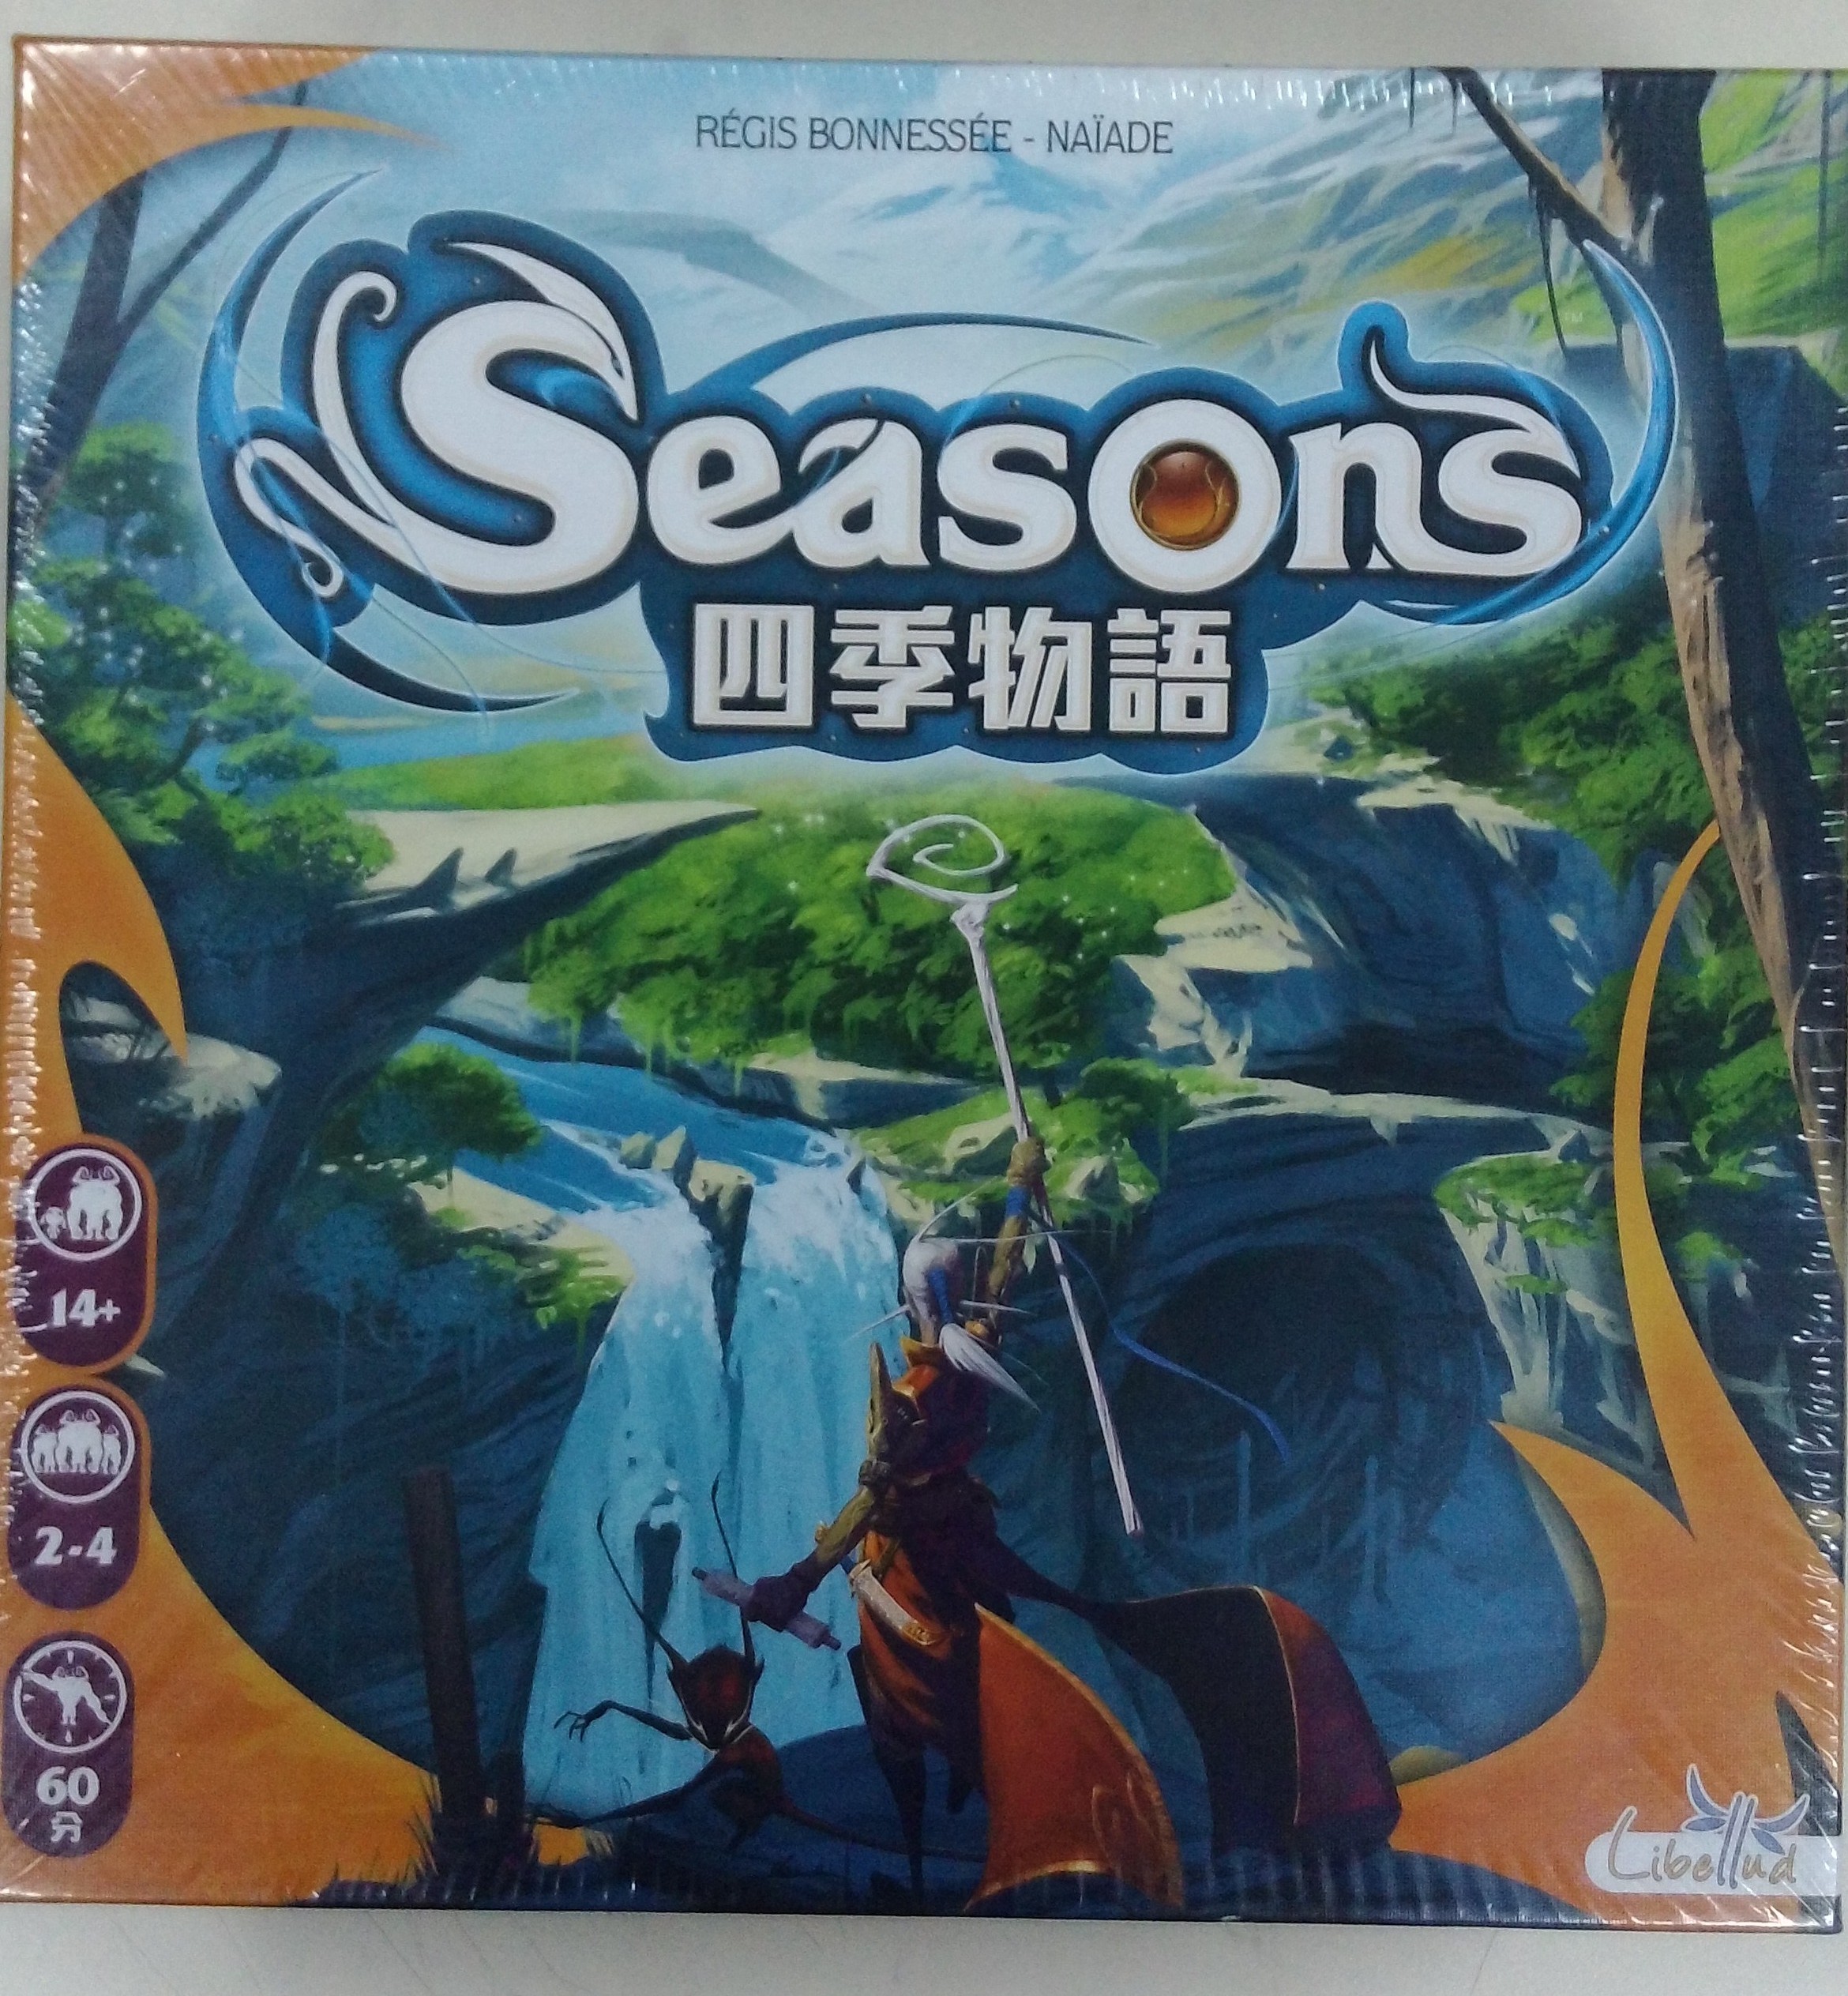 RÉGIS BONNESSÉE - NAÏADE
Seasons
四季物語
14+
2-4
60
分
Libellud